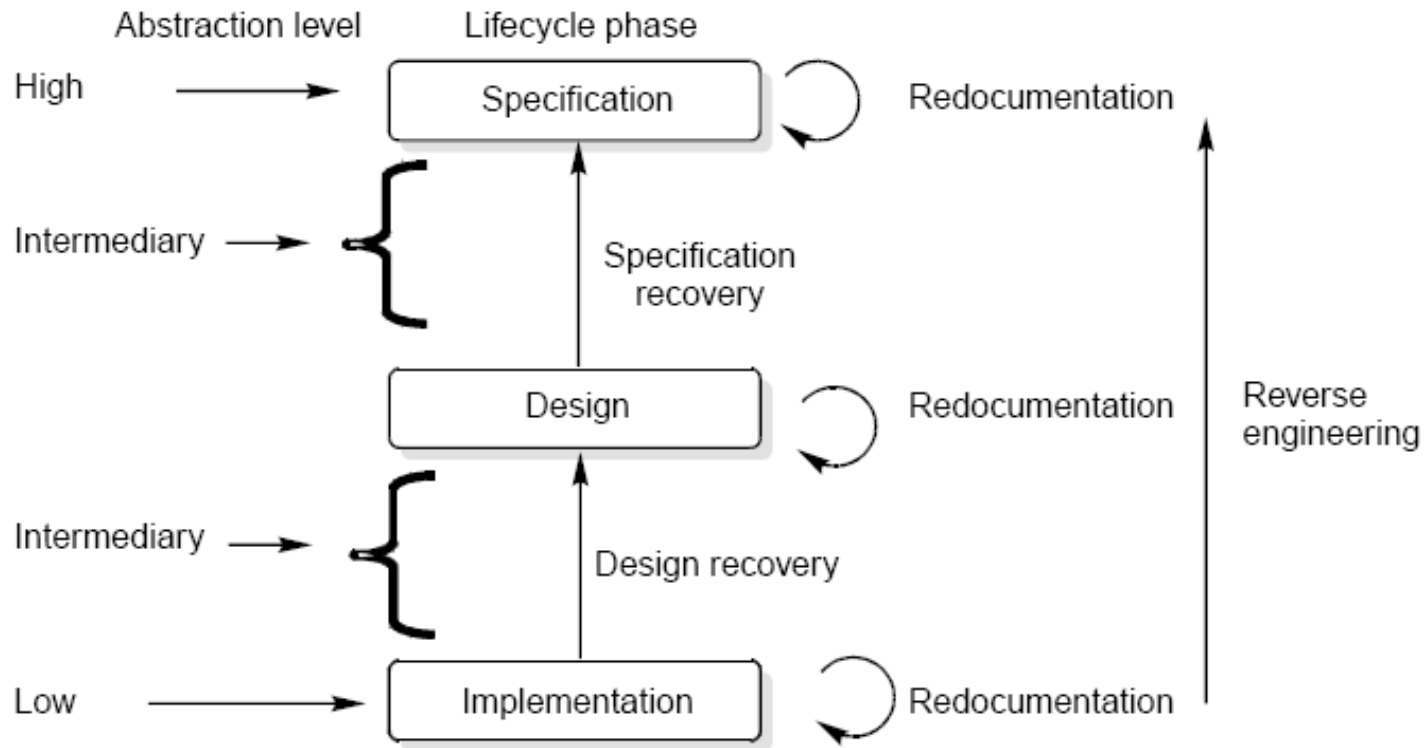 Abstraction level
Lifecycle phase
High
Specification
Redocumentation
Intermediary
Specification
recovery
Design
Redocumentation
Reverse
engineering
Intermediary
Design recovery
Low
Implementation
Redocumentation